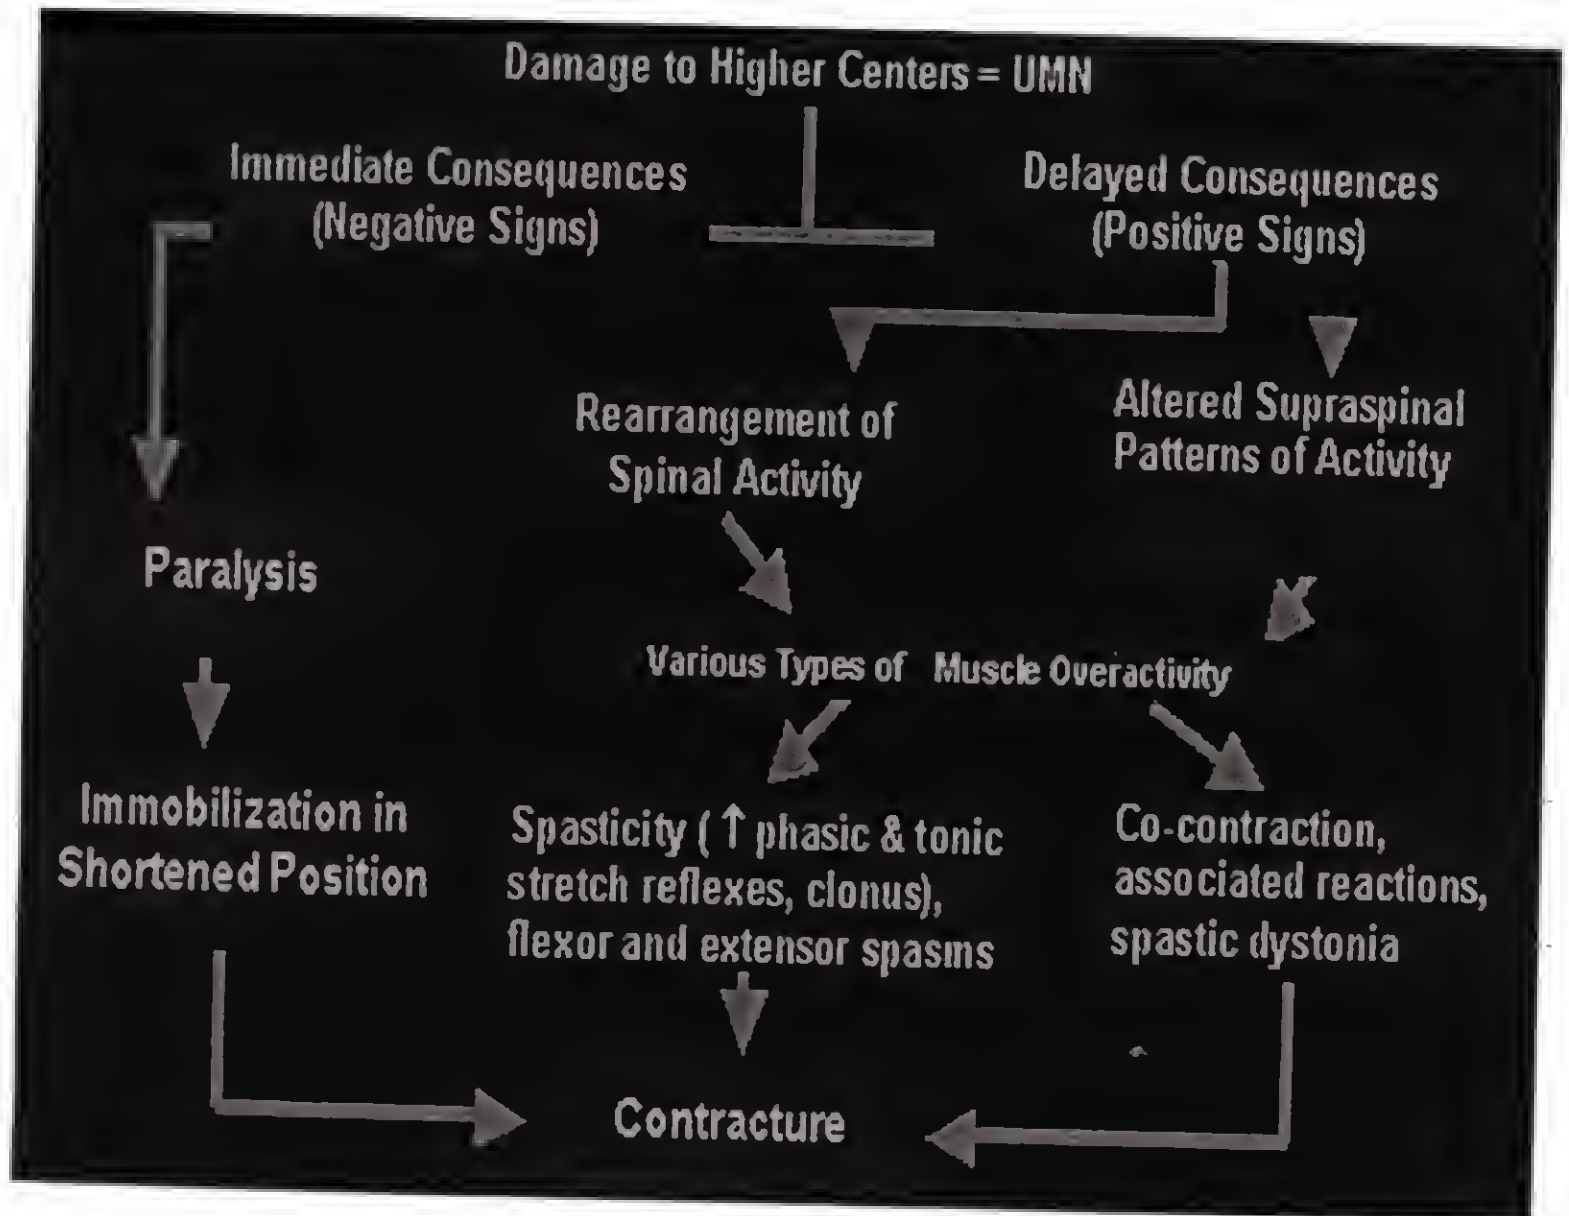 Damage to Higher Centers = UMN
Immediate Consequences
(Negative Signs)
Delayed Consequences
(Positive Signs)
Rearrangement of
Spinal Activity
Altered Supraspinal
Patterns of Activity
Paralysis
Various Types of Muscle Overactivity
Immobilization in
Shortened Position
Spasticity ( ↑ phasic & tonic
stretch reflexes, clonus),
flexor and extensor spasms
Co-contraction,
associated reactions,
spastic dystonia
Contracture